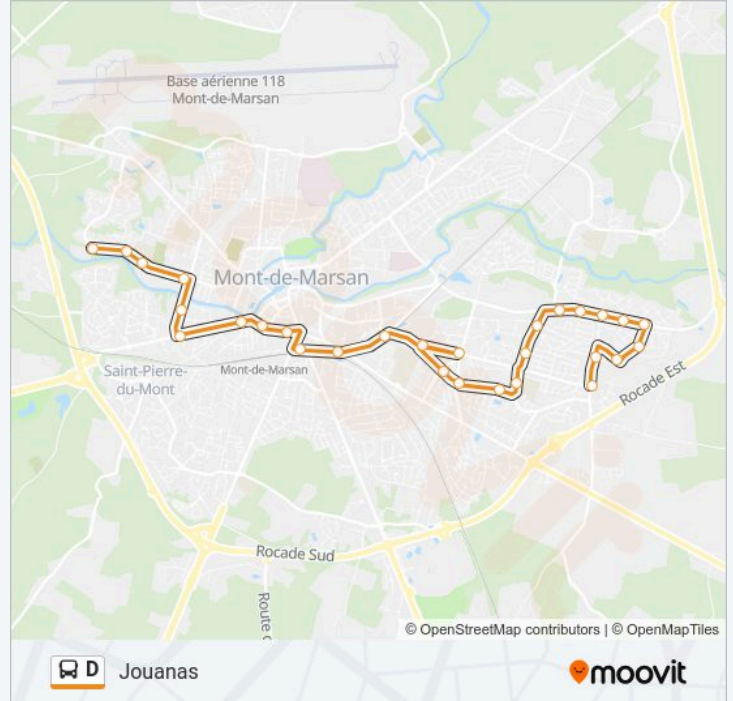 Base aérienne 118
Mont-de-Marsan
Mont-de-Marsan
Saint-Pierre-
du-Mont
Mont-de-Marsan
Rocade Est
Rocade Sud
Route
© OpenStreetMap contributors | © OpenMapTiles
D Jouanas
moovit